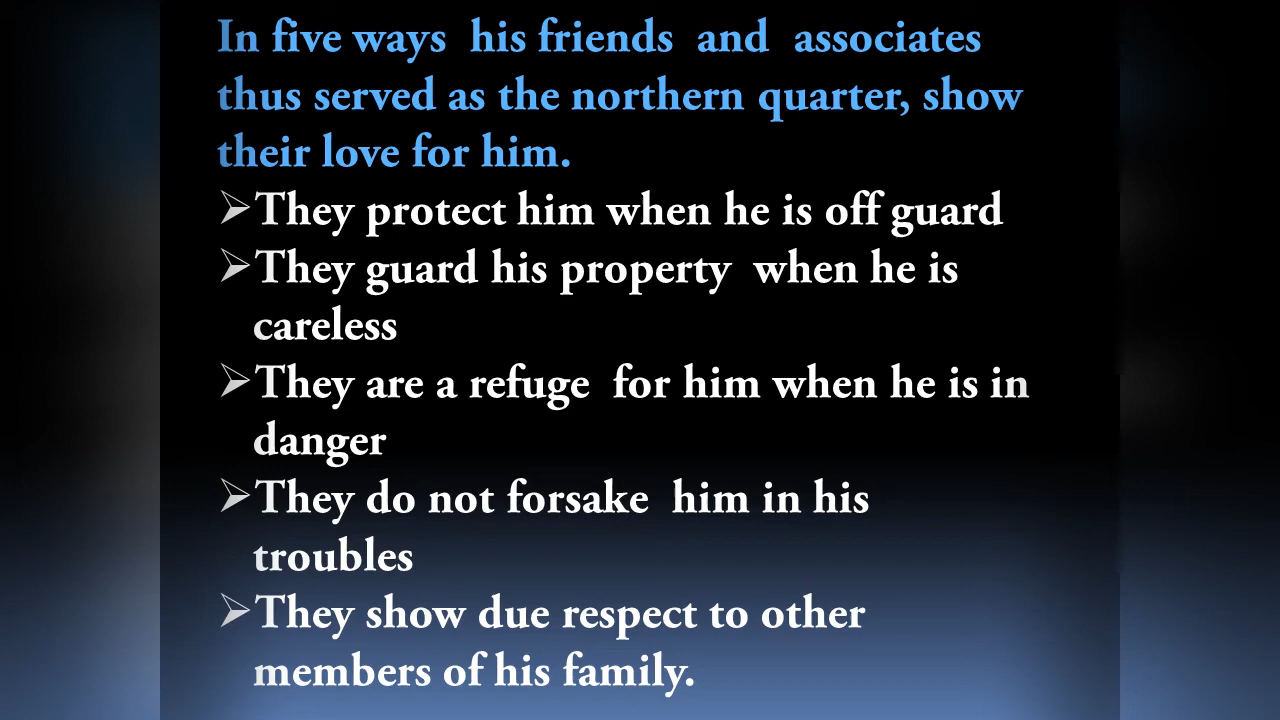 In five ways his friends and associates
thus served as the northern quarter, show
their love for him.
➢They protect him when he is off guard
➢They guard his property when he is
careless
➢They are a refuge for him when he is in
danger
➢They do not forsake him in his
troubles
➢They show due respect to other
members of his family.